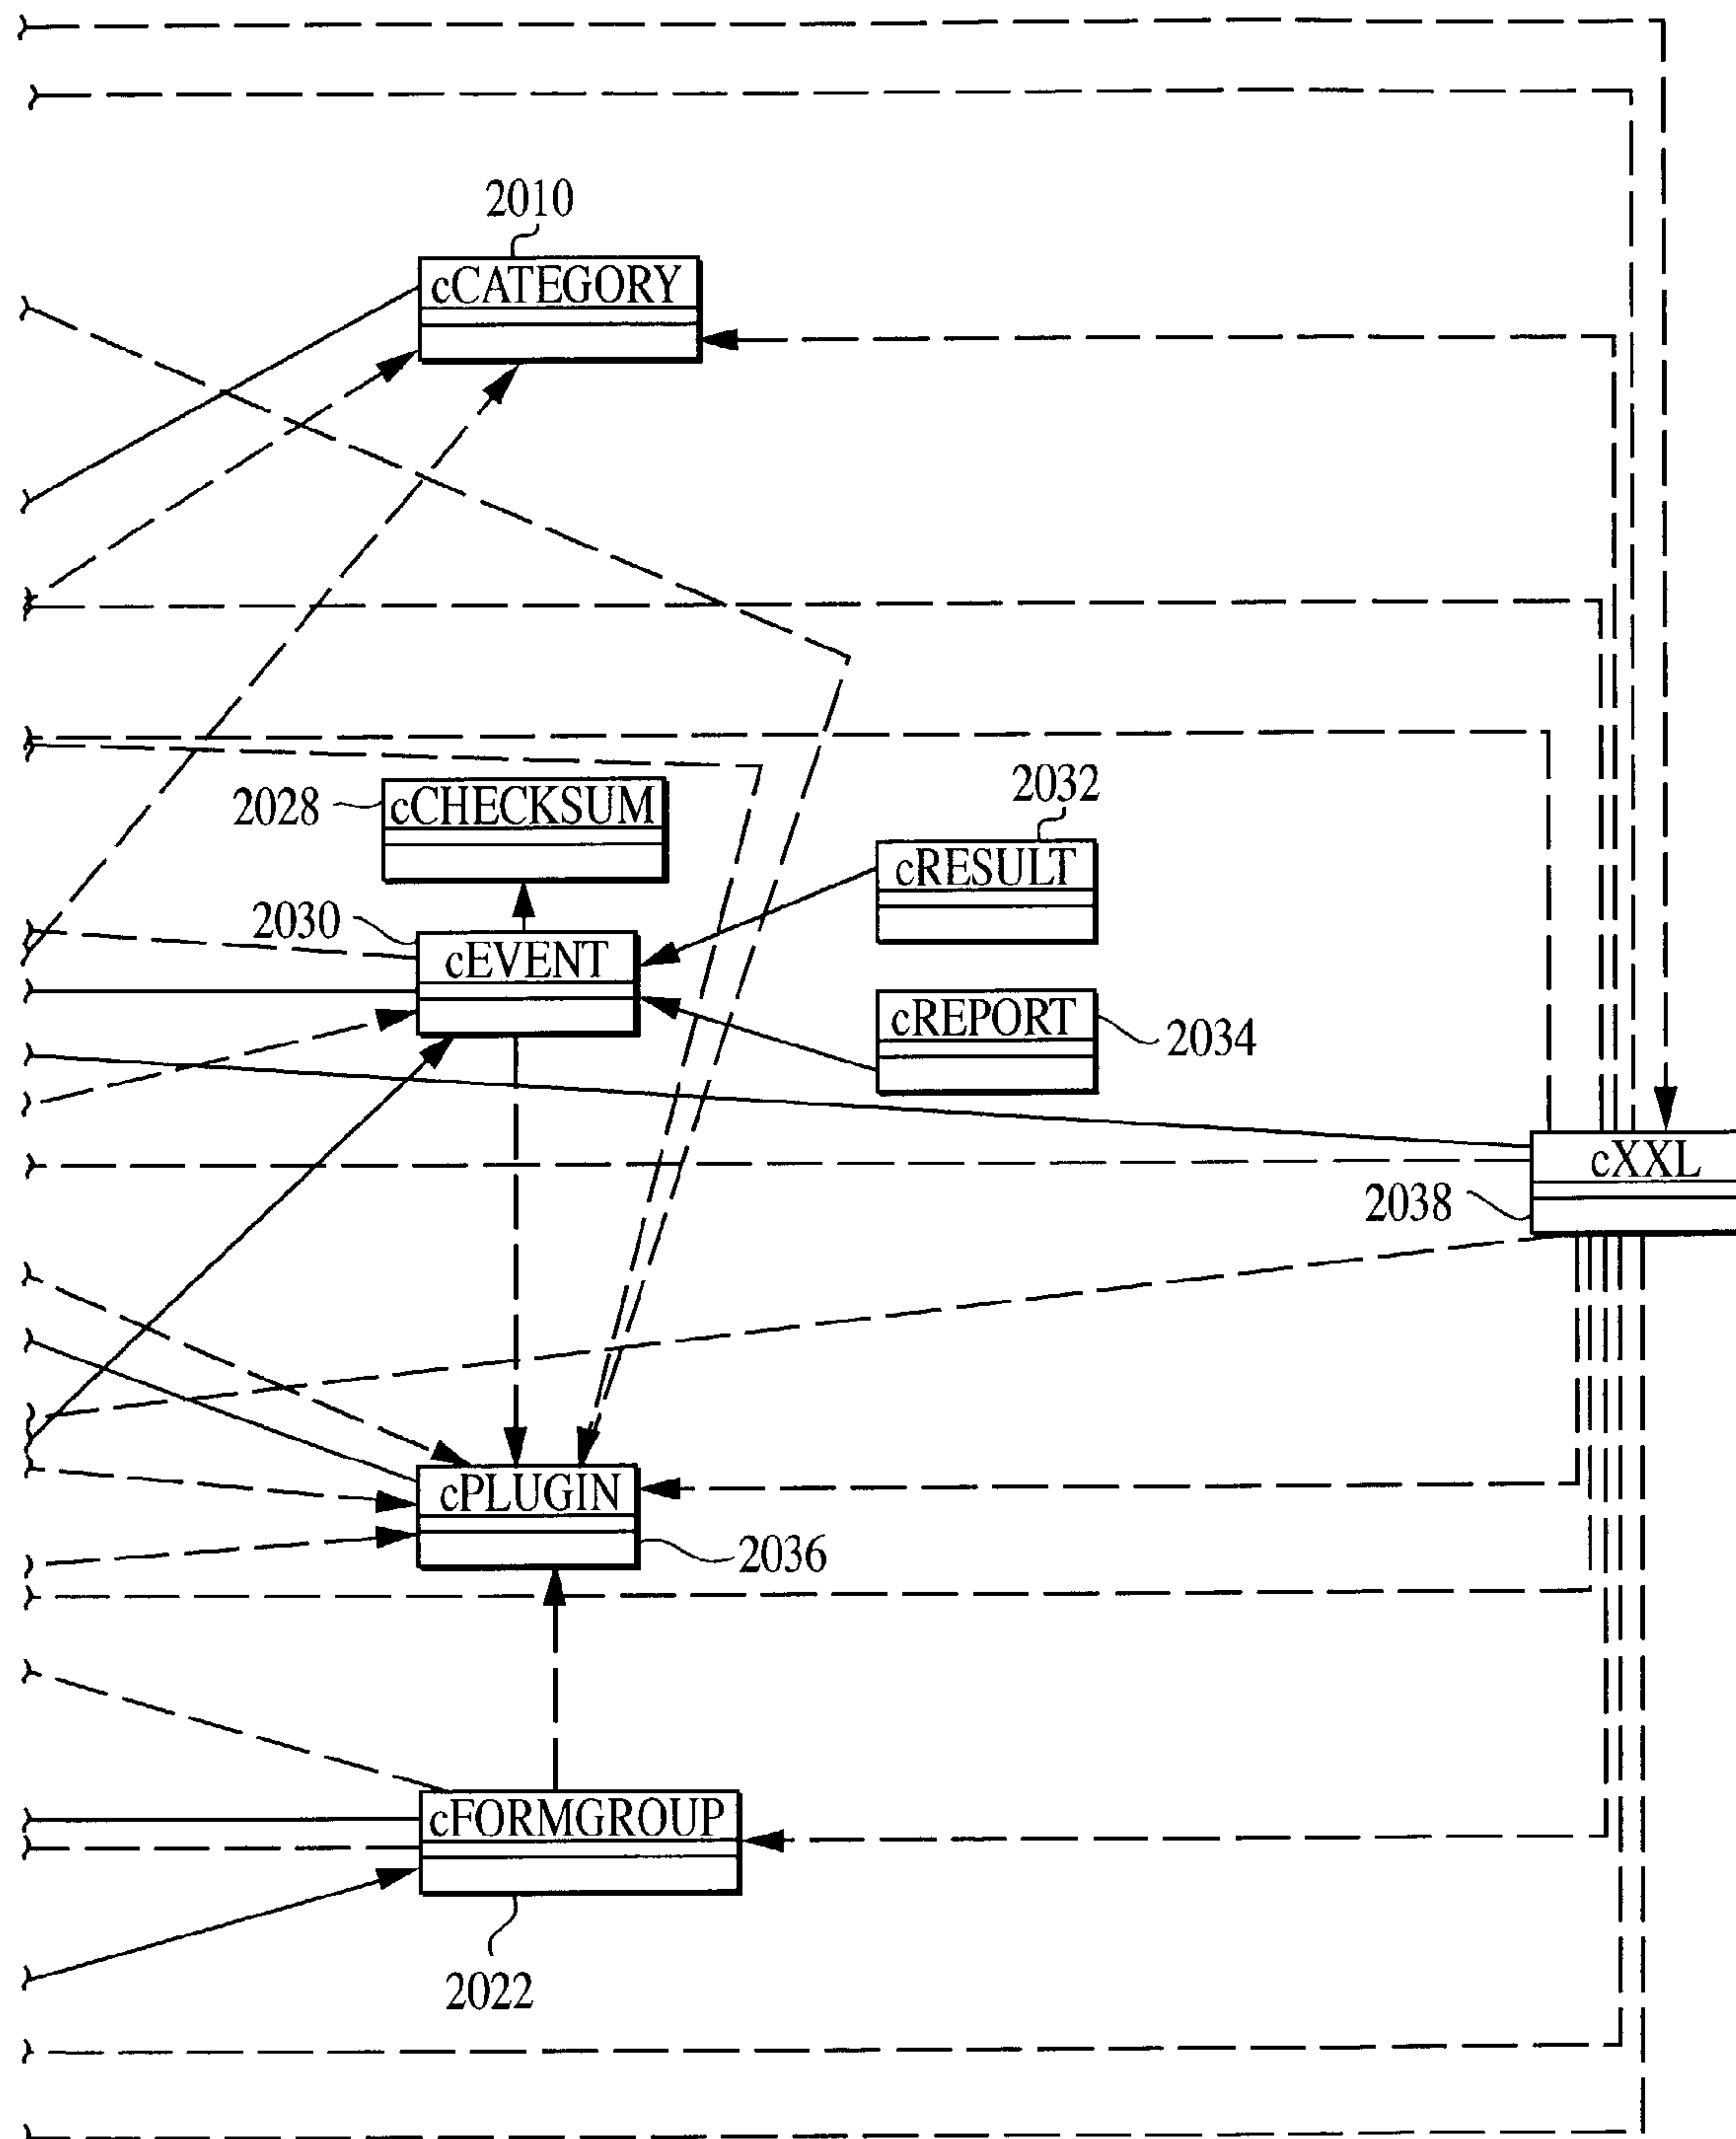 2010
cCATEGORY
2032
2028
cCHECKSUM
cRESULT
2030
cEVENT
cREPORT
2034
cXXL
2038
cPLUGIN
2036
cFORMGROUP
2022